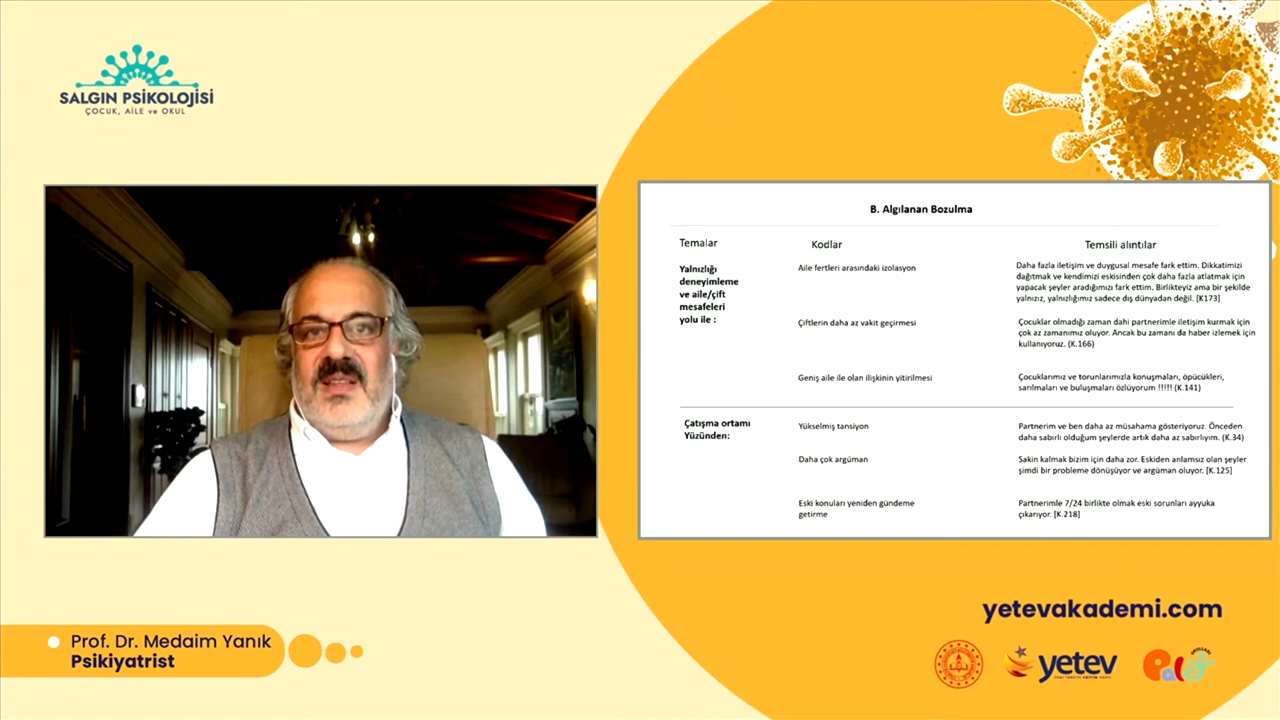 SALGIN PSİKOLOJİSİ
ÇOCUK, AİLE ve OKUL
B. Algılanan Bozulma
Temalar
Kodlar
Temsili alıntılar
Yalnızlığı
deneyimleme
ve aile/çift
mesafeleri
yolu ile :
Aile fertleri arasındaki izolasyon
Daha fazla iletişim ve duygusal mesafe fark ettim. Dikkatimizi
dağıtmak ve kendimizi eskisinden çok daha fazla atlatmak için
yapacak şeyler aradığımızı fark ettim. Birlikteyiz ama bir şekilde
yalnızız, yalnızlığımız sadece dış dünyadan değil. [K173]
Çiftlerin daha az vakit geçirmesi
Çocuklar olmadığı zaman dahi partnerimle iletişim kurmak için
çok az zamanımız oluyor. Ancak bu zamanı da haber izlemek için
kullanıyoruz. (K.166)
Geniş aile ile olan ilişkinin yitirilmesi
Çocuklarımız ve torunlarımızla konuşmaları, öpücükleri,
sarılmaları ve buluşmaları özlüyorum !!!!! (K.141)
Çatışma ortamı
Yüzünden:
Yükselmiş tansiyon
Partnerim ve ben daha az müsahama gösteriyoruz. Önceden
daha sabırlı olduğum şeylerde artık daha az sabırlıyım. (K.34)
Daha çok argüman
Sakin kalmak bizim için daha zor. Eskiden anlamsız olan şeyler
şimdi bir probleme dönüşüyor ve argüman oluyor. [K.125]
Eski konuları yeniden gündeme
getirme
Partnerimle 7/24 birlikte olmak eski sorunları ayyuka
çıkarıyor. [K.218]
yetevakademi.com
Prof. Dr. Medaim Yanık
Psikiyatrist
yetev
Palet